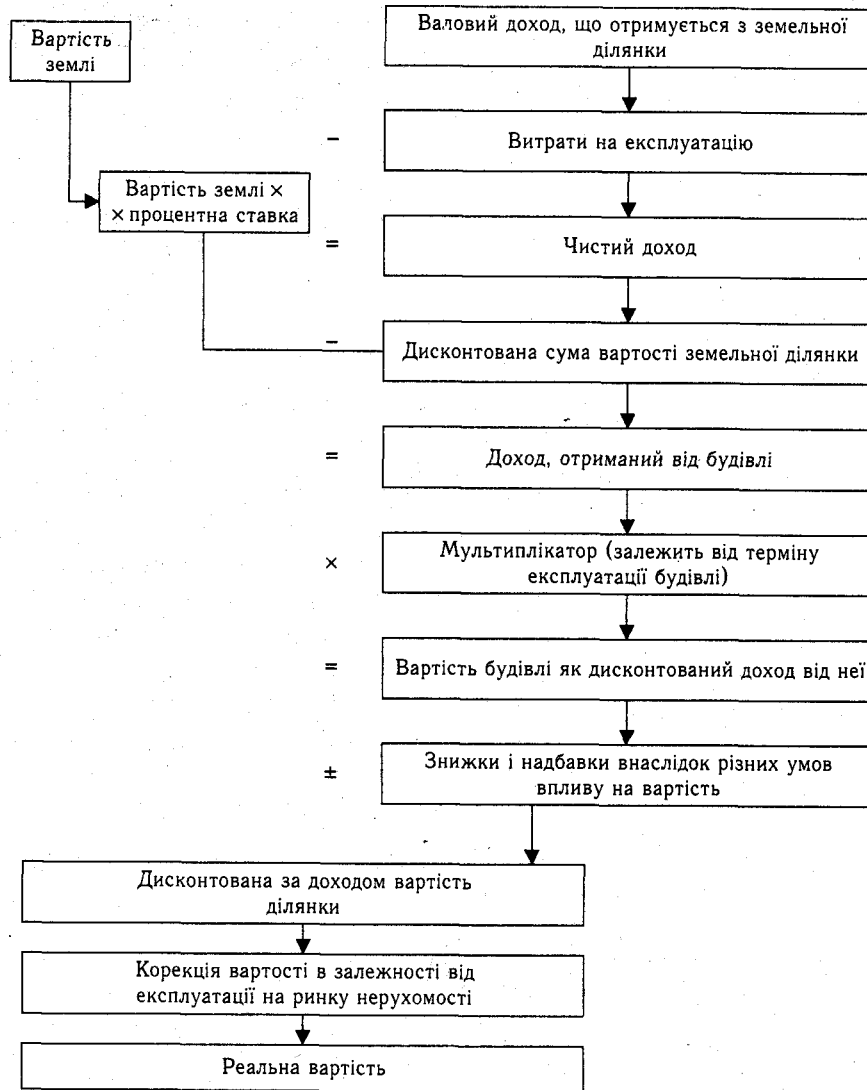 Вартість
землі
Валовий доход, що отримується з земельної
ділянки
–
Витрати на експлуатацію
Вартість землі ×
× процентна ставка
=
Чистий доход
–
Дисконтована сума вартості земельної ділянки
=
Доход, отриманий від будівлі
×
Мультиплікатор (залежить від терміну
експлуатації будівлі)
=
Вартість будівлі як дисконтований доход від неї
±
Знижки і надбавки внаслідок різних умов
впливу на вартість
Дисконтована за доходом вартість
ділянки
Корекція вартості в залежності від
експлуатації на ринку нерухомості
Реальна вартість